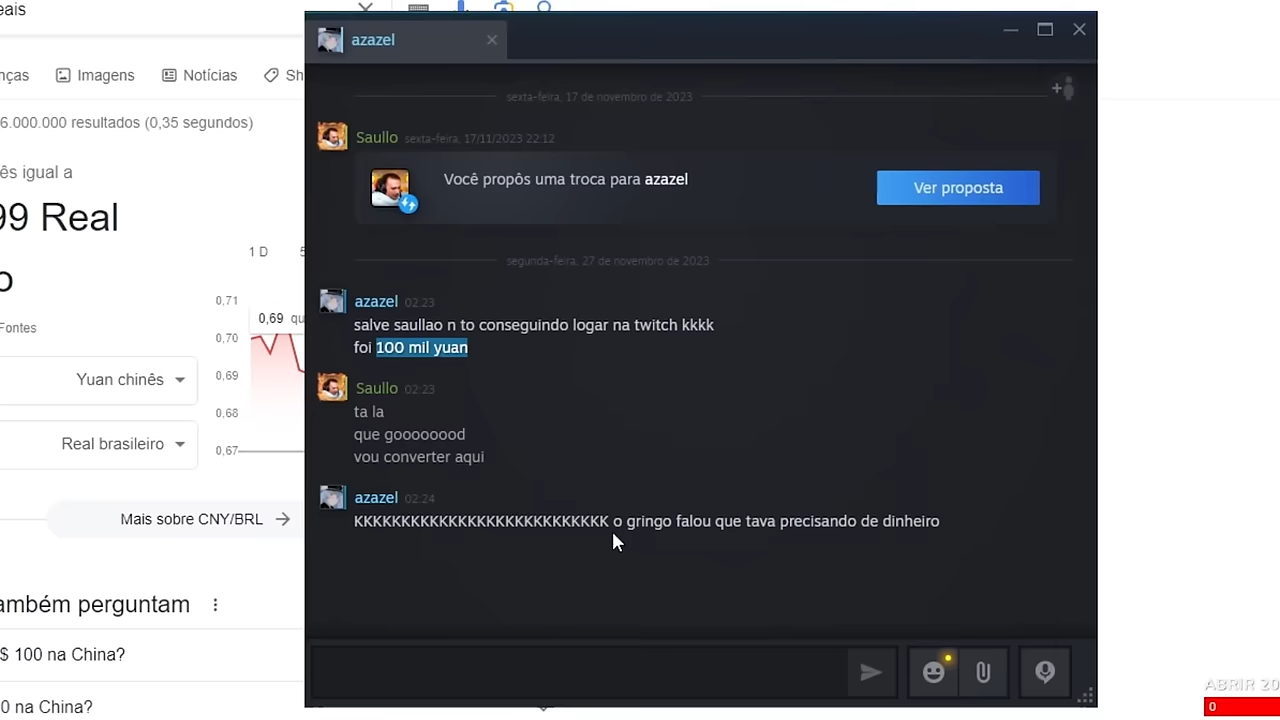 eais
nças
Imagens
Notícias
Sh
6.000.000 resultados (0,35 segundos)
ês igual a
99 Real
o
Fontes
1 D
0,71
0,69 qu
0,70
0,69
0,68
0,67
Yuan chinês
Real brasileiro
Mais sobre CNY/BRL
ambém perguntam
$ 100 na China?
0 na China?
azazel
sexta-feira, 17 de novembro de 2023
Saullo sexta-feira, 17/11/2023 22:12
Você propôs uma troca para azazel
Ver proposta
segunda-feira, 27 de novembro de 2023
azazel 02:23
salve saullao n to conseguindo logar na twitch kkkk
foi 100 mil yuan
Saullo 02:23
ta la
que goooooood
vou converter aqui
azazel 02:24
KKKKKKKKKKKKKKKKKKKKKKKKKKK o gringo falou que tava precisando de dinheiro
ABRIR 20
0